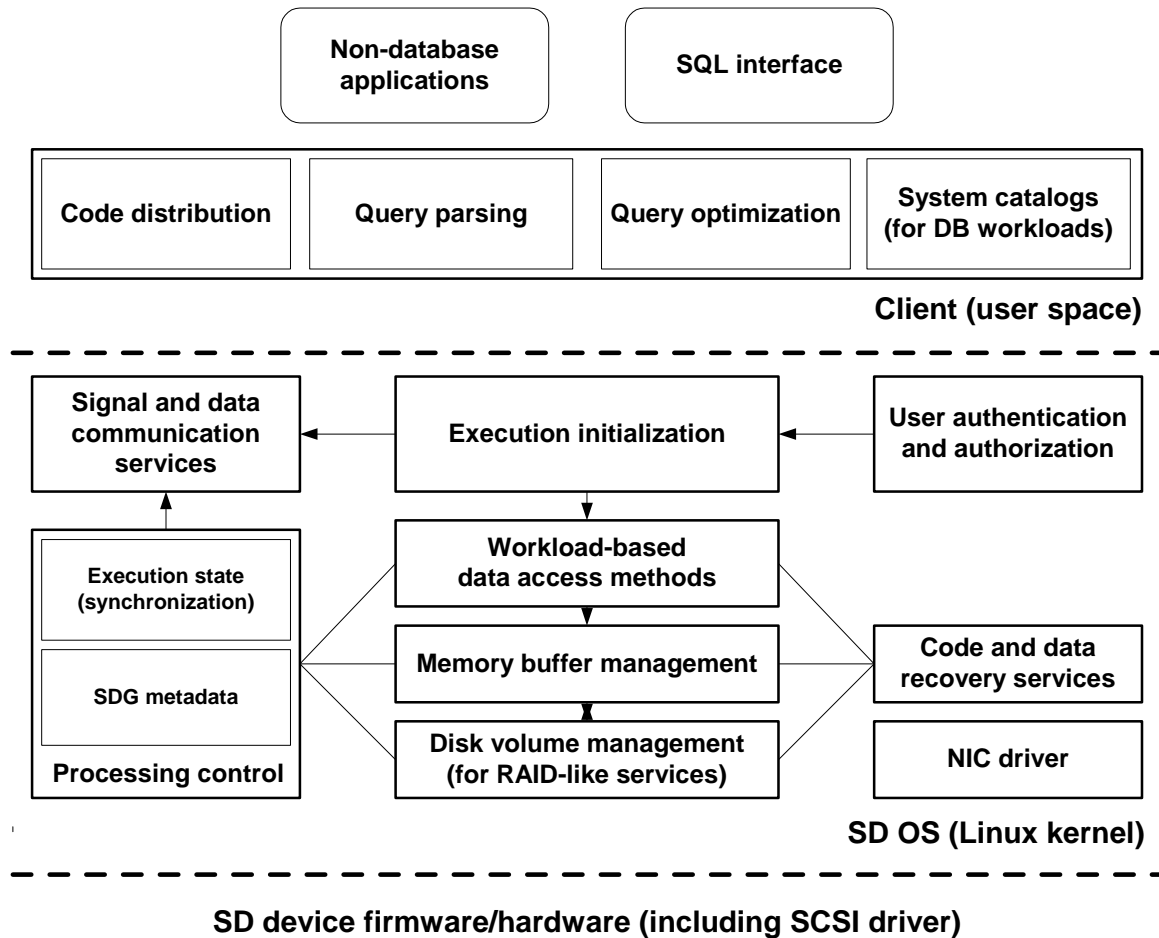 Non-database
applications
SQL interface
Code distribution
Query parsing
Query optimization
System catalogs
(for DB workloads)
Client (user space)
Signal and data
communication
services
Execution initialization
User authentication
and authorization
Execution state
(synchronization)
SDG metadata
Processing control
Workload-based
data access methods
Memory buffer management
Disk volume management
(for RAID-like services)
Code and data
recovery services
NIC driver
SD OS (Linux kernel)
SD device firmware/hardware (including SCSI driver)